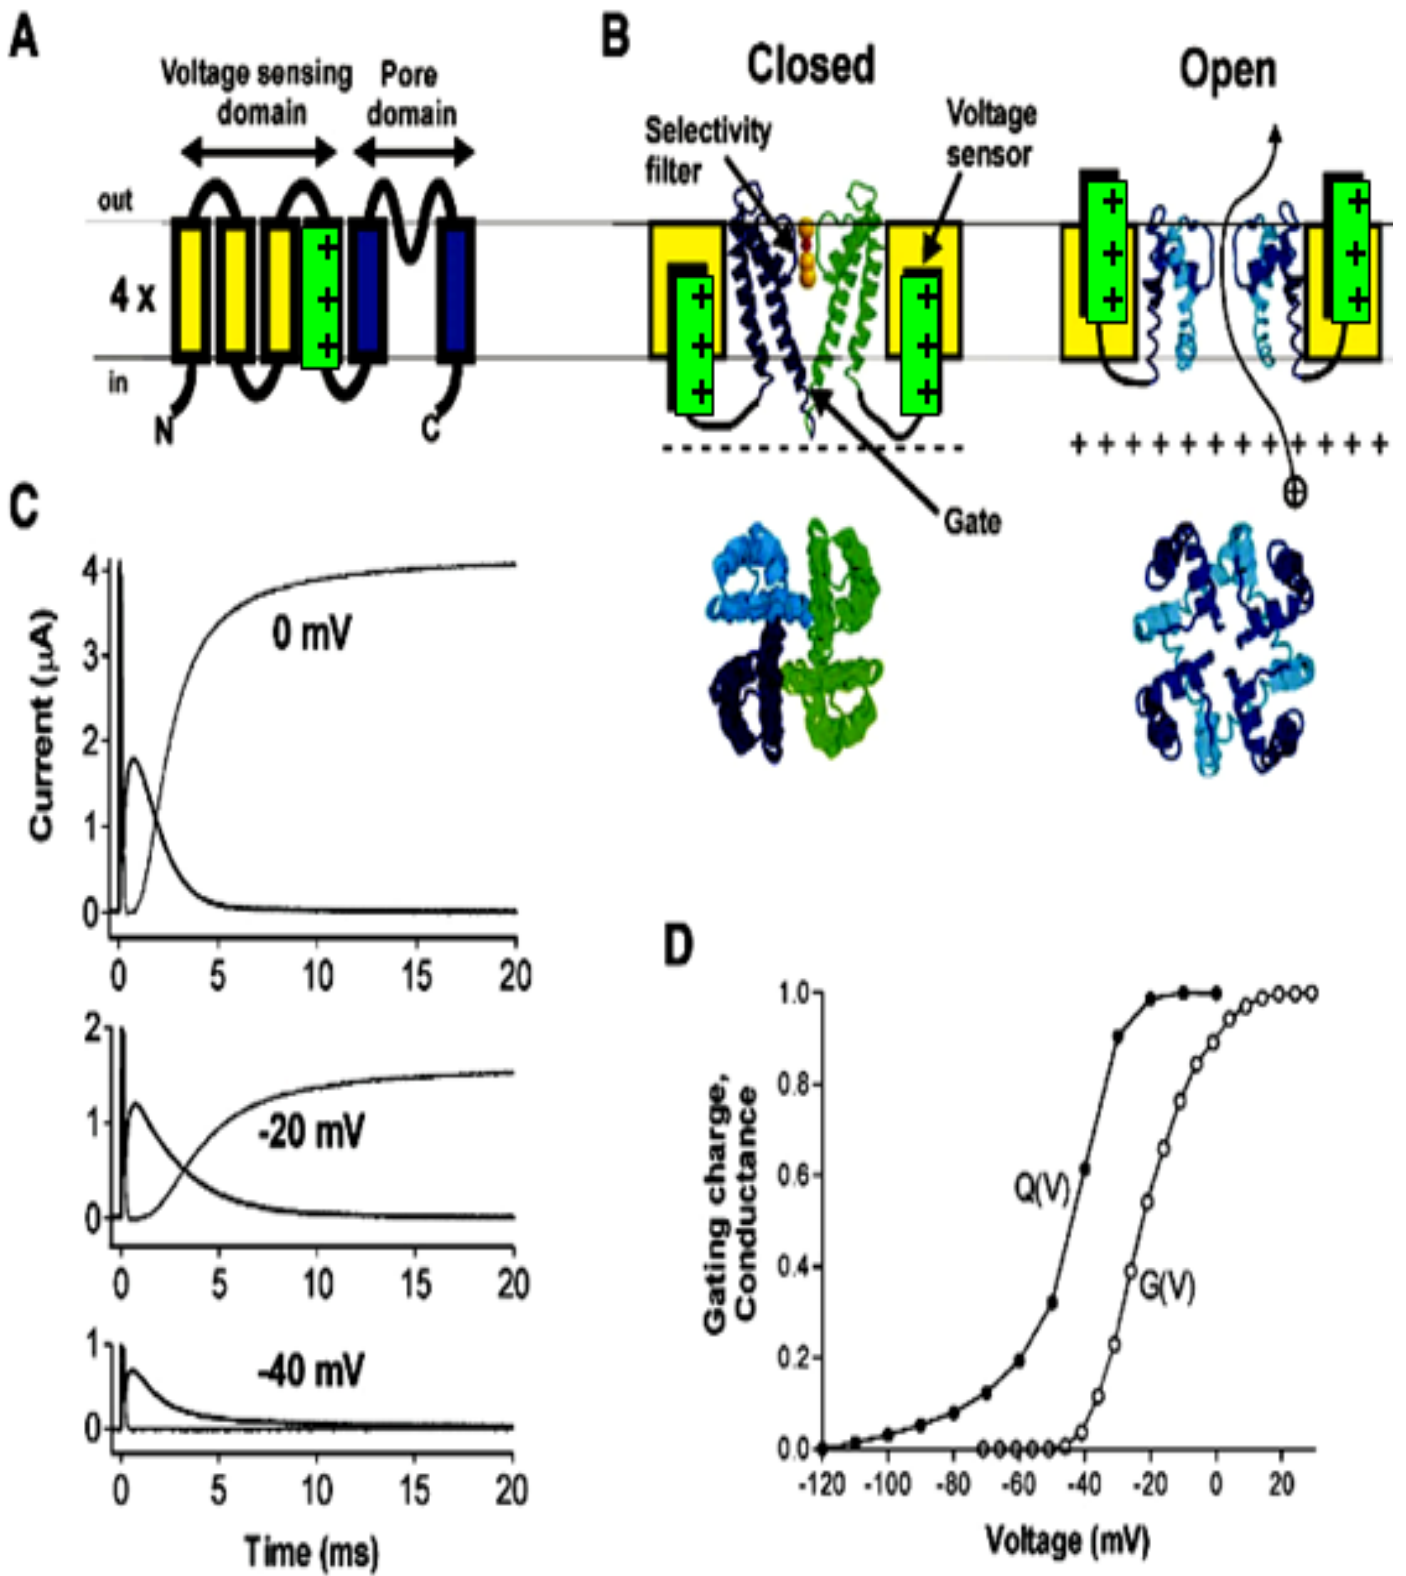 A
Voltage sensing
domain
Pore
domain
out
4 x
+
+
+
in
N
C
B
Closed
Open
Selectivity
filter
Voltage
sensor
+
+
+
+
+
+
+
+
+
+
+
+
- - - - - - - - - - - - - - - - - - -
+ + + + + + + + + + + +
Gate
C
Current (µA)
4
3
2
1
0
0 mV
0 5 10 15 20
2
1
0
-20 mV
0 5 10 15 20
1
0
-40 mV
0 5 10 15 20
Time (ms)
D
Gating charge,
Conductance
1.0
0.8
0.6
0.4
0.2
0.0
Q(V)
G(V)
-120 -100 -80 -60 -40 -20 0 20
Voltage (mV)